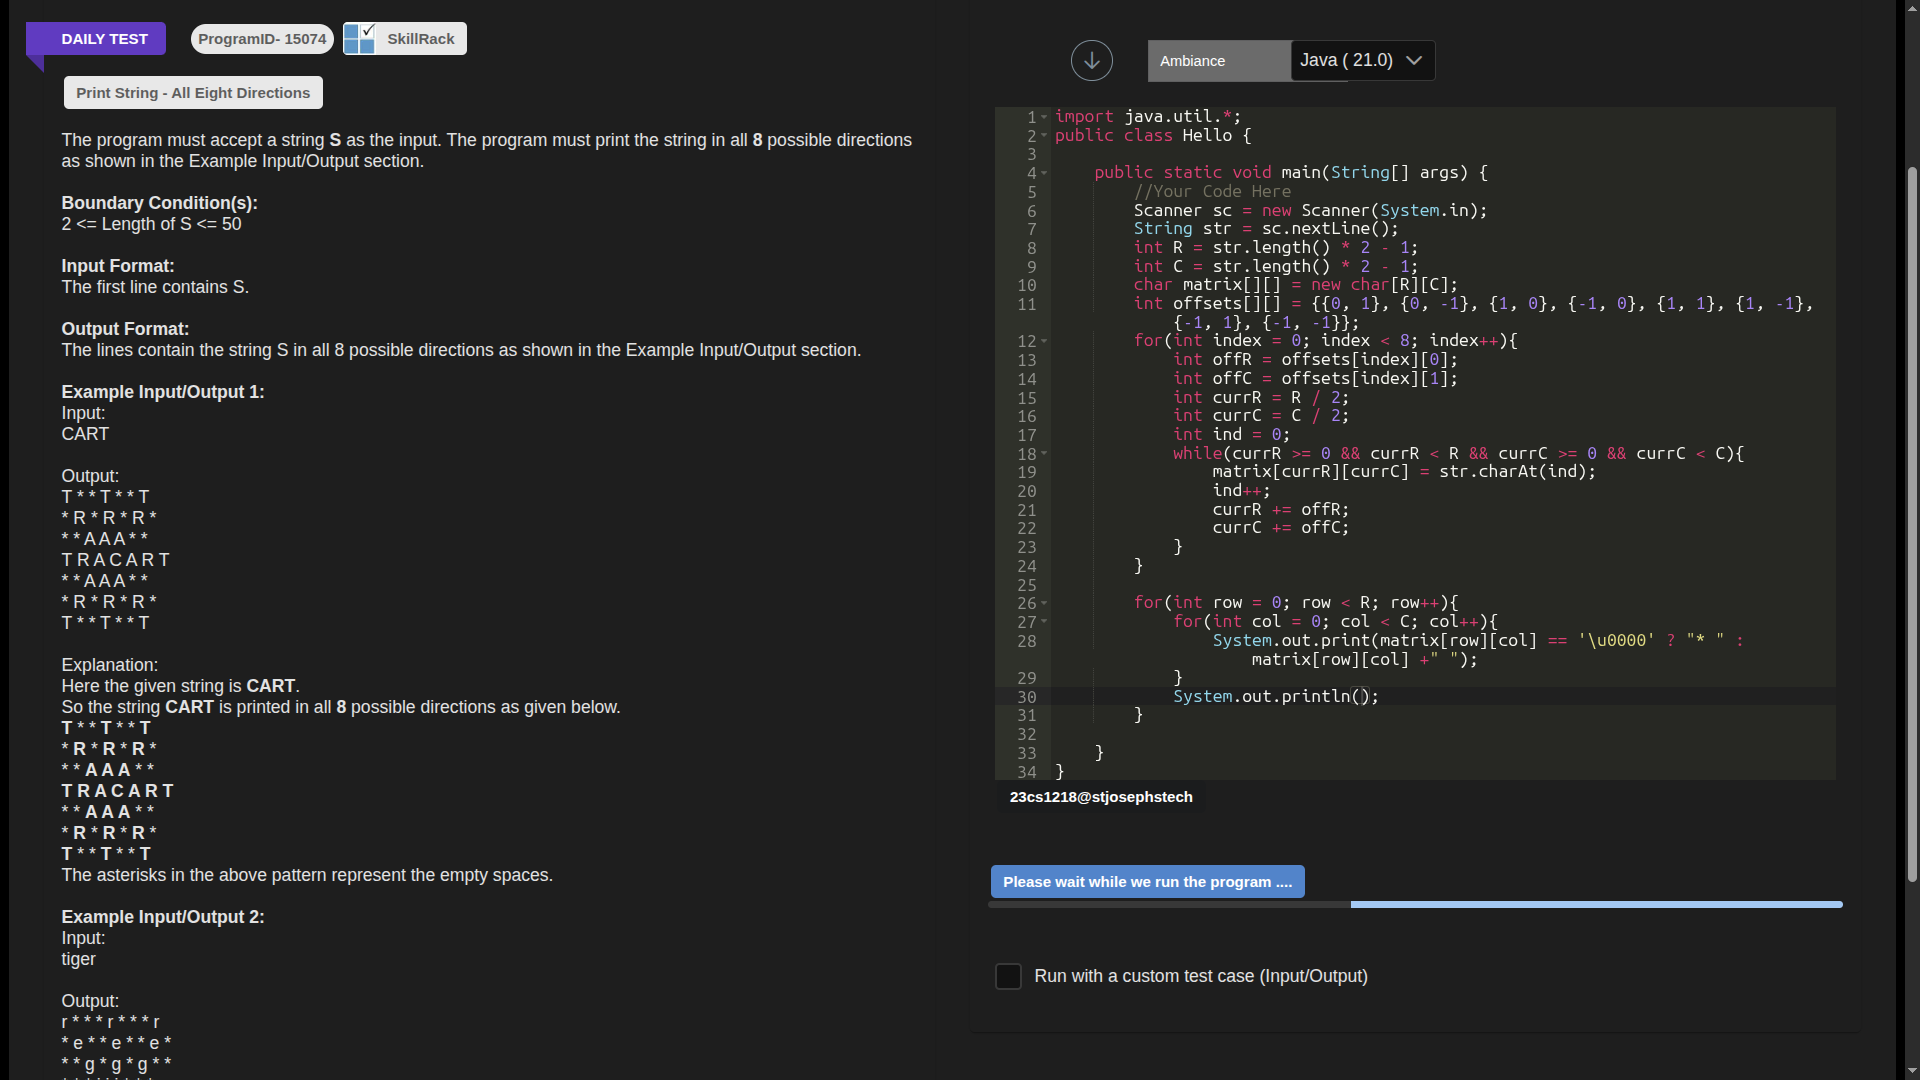 DAILY TEST
ProgramID- 15074
SkillRack
Print String - All Eight Directions
The program must accept a string S as the input. The program must print the string in all 8 possible directions
as shown in the Example Input/Output section.
Boundary Condition(s):
2 <= Length of S <= 50
Input Format:
The first line contains S.
Output Format:
The lines contain the string S in all 8 possible directions as shown in the Example Input/Output section.
Example Input/Output 1:
Input:
CART
Output:
T * * T * * T
* R * R * R *
* * A A A * *
T R A C A R T
* * A A A * *
* R * R * R *
T * * T * * T
Explanation:
Here the given string is CART.
So the string CART is printed in all 8 possible directions as given below.
T * * T * * T
* R * R * R *
* * A A A * *
T R A C A R T
* * A A A * *
* R * R * R *
T * * T * * T
The asterisks in the above pattern represent the empty spaces.
Example Input/Output 2:
Input:
tiger
Output:
r * * * r * * * r
* e * * e * * e *
* * g * g * g * *
Ambiance
Java ( 21.0)
1 import java.util.*;
2 public class Hello {
3
4     public static void main(String[] args) {
5         //Your Code Here
6         Scanner sc = new Scanner(System.in);
7         String str = sc.nextLine();
8         int R = str.length() * 2 - 1;
9         int C = str.length() * 2 - 1;
10         char matrix[][] = new char[R][C];
11         int offsets[][] = {{0, 1}, {0, -1}, {1, 0}, {-1, 0}, {1, 1}, {1, -1},
{-1, 1}, {-1, -1}};
12         for(int index = 0; index < 8; index++){
13             int offR = offsets[index][0];
14             int offC = offsets[index][1];
15             int currR = R / 2;
16             int currC = C / 2;
17             int ind = 0;
18             while(currR >= 0 && currR < R && currC >= 0 && currC < C){
19                 matrix[currR][currC] = str.charAt(ind);
20                 ind++;
21                 currR += offR;
22                 currC += offC;
23             }
24         }
25
26         for(int row = 0; row < R; row++){
27             for(int col = 0; col < C; col++){
28                 System.out.print(matrix[row][col] == '\u0000' ? "* " :
matrix[row][col] +" ");
29             }
30             System.out.println();
31         }
32
33     }
34 }
23cs1218@stjosephstech
Please wait while we run the program ....
Run with a custom test case (Input/Output)